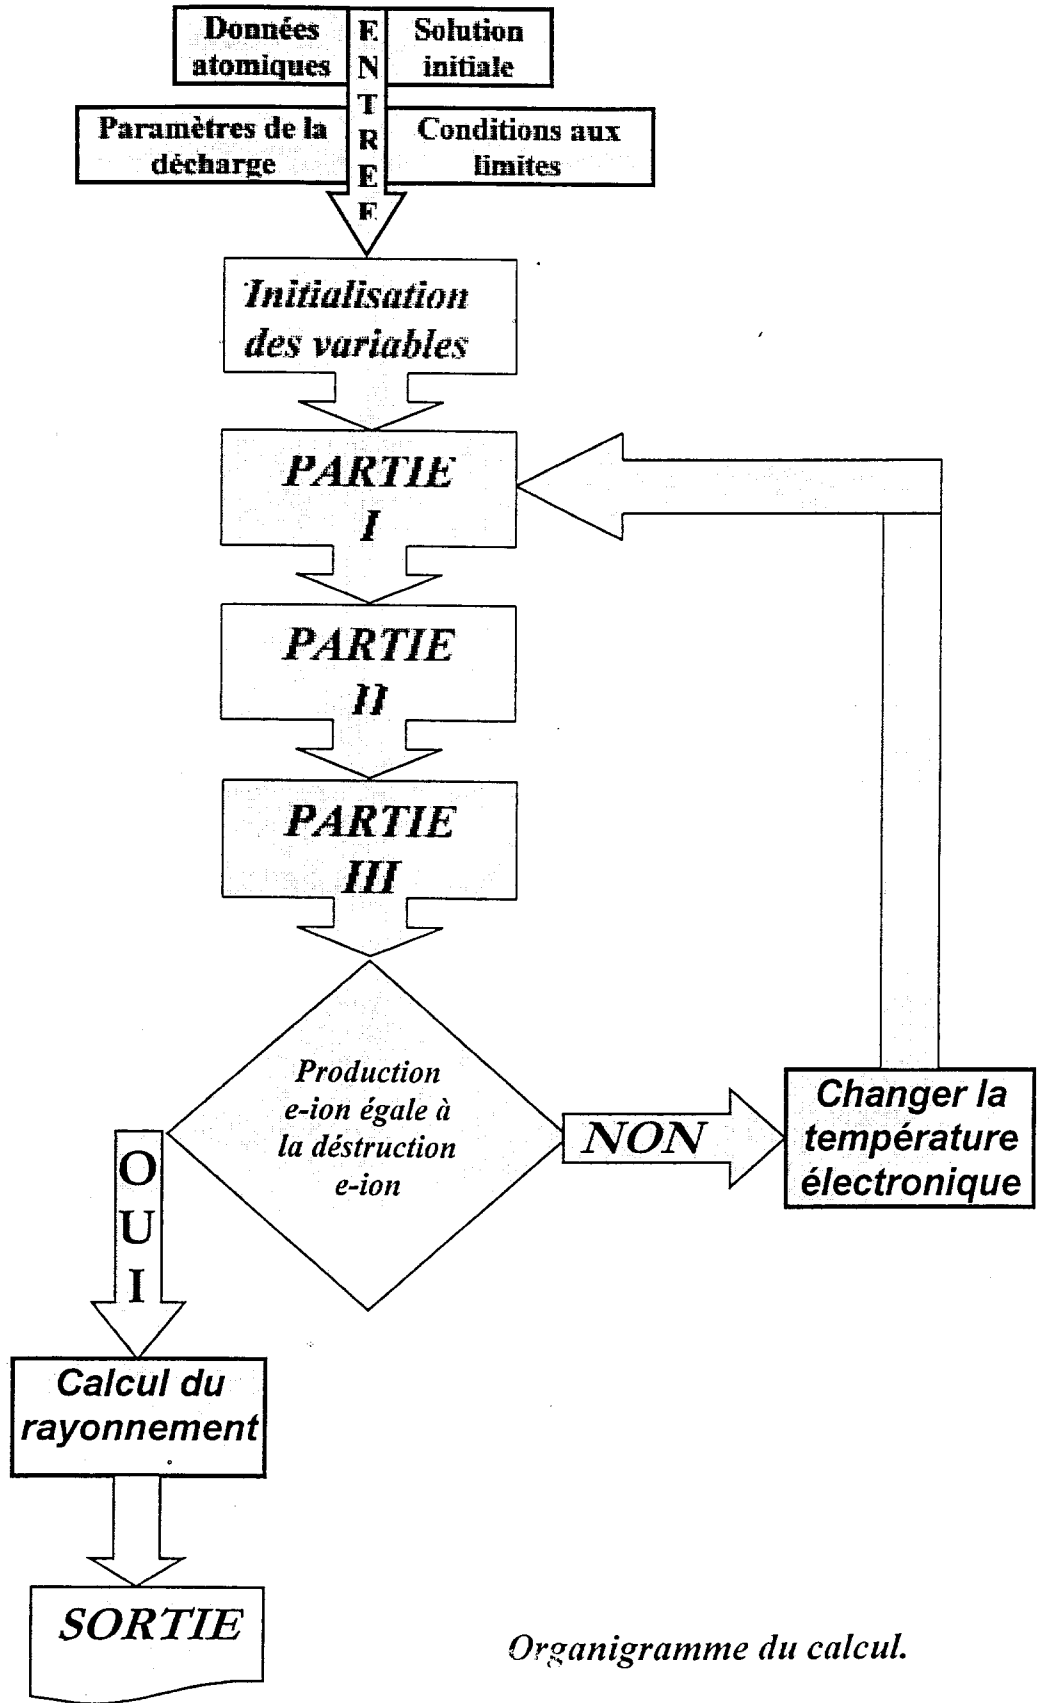 Données
atomiques
Solution
initiale
E
N
T
R
E
E
Paramètres de la
décharge
Conditions aux
limites
Initialisation
des variables
PARTIE
I
PARTIE
II
PARTIE
III
Production
e-ion égale à
la déstruction
e-ion
NON
Changer la
température
électronique
O
U
I
Calcul du
rayonnement
SORTIE
Organigramme du calcul.